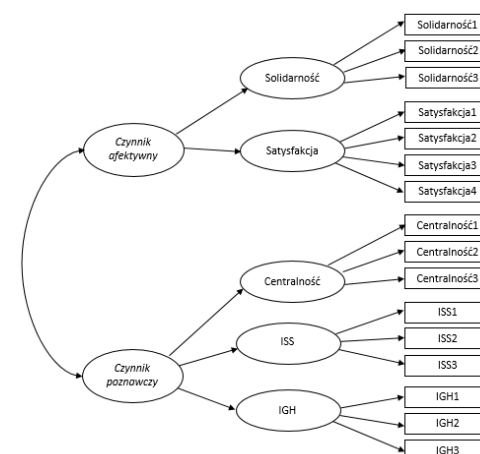 Solidarność1
Solidarność2
Solidarność3
Solidarność
Satysfakcja1
Satysfakcja2
Satysfakcja3
Satysfakcja4
Satysfakcja
Czynnik
afektywny
Centralność1
Centralność2
Centralność3
Centralność
ISS1
ISS2
ISS3
ISS
Czynnik
poznawczy
IGH1
IGH2
IGH3
IGH